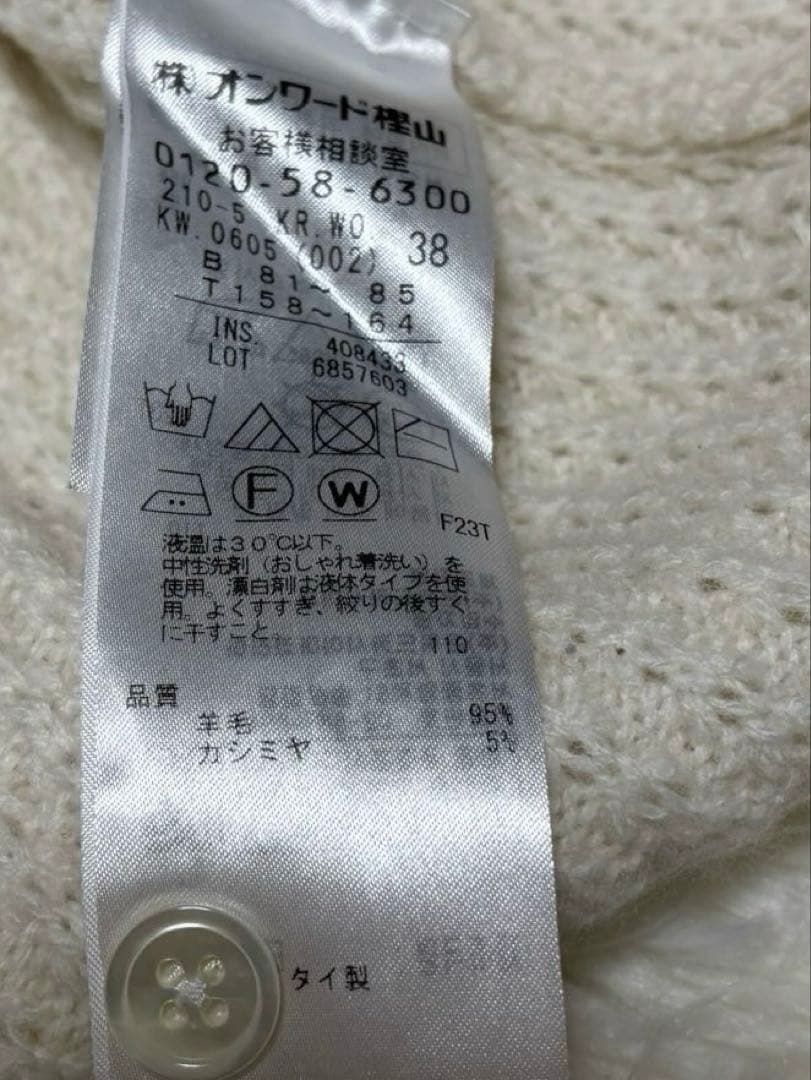 ㈱ オンワード樫山
お客様相談室
0120-58-6300
210-5 KR.WO 38
KW.0605 (002)
B 81～ 85
T158～164
INS. 408433
LOT 6857603
F
W
F23T
液温は30℃以下。
中性洗剤（おしゃれ着洗い）を
使用。漂白剤は液体タイプを使
用。よくすすぎ、絞りの後すぐ
に干すこと
110
品質
羊毛 95%
カシミヤ 5%
タイ製